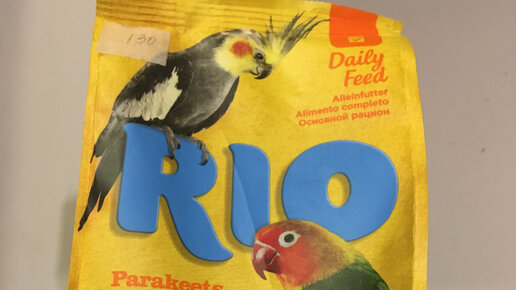 130
Daily
Feed
Alleinfutter
Alimento completo
Основной рацион
RIO
Parakeets